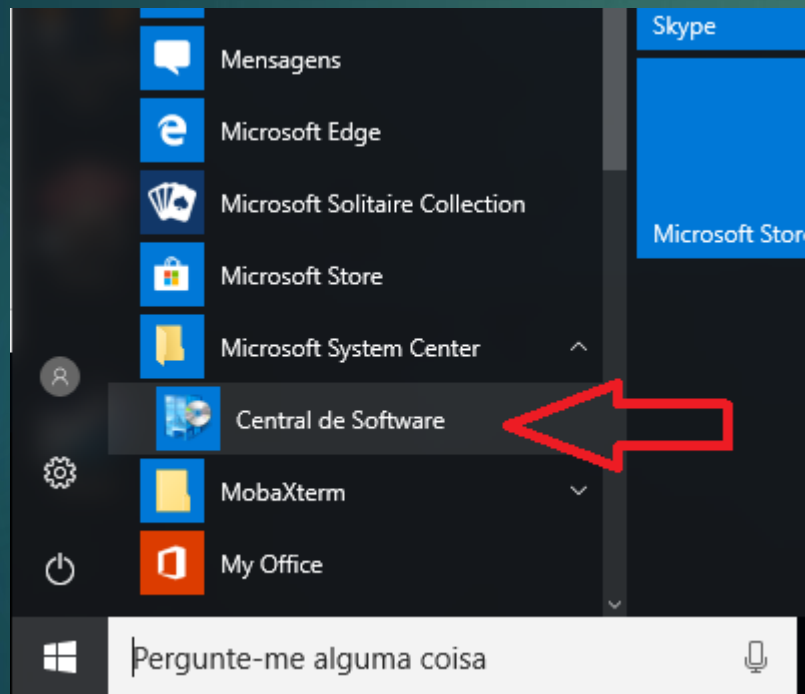 Mensagens
Microsoft Edge
Microsoft Solitaire Collection
Microsoft Store
Microsoft System Center
Central de Software
MobaXterm
My Office
Skype
Microsoft Store
Pergunte-me alguma coisa